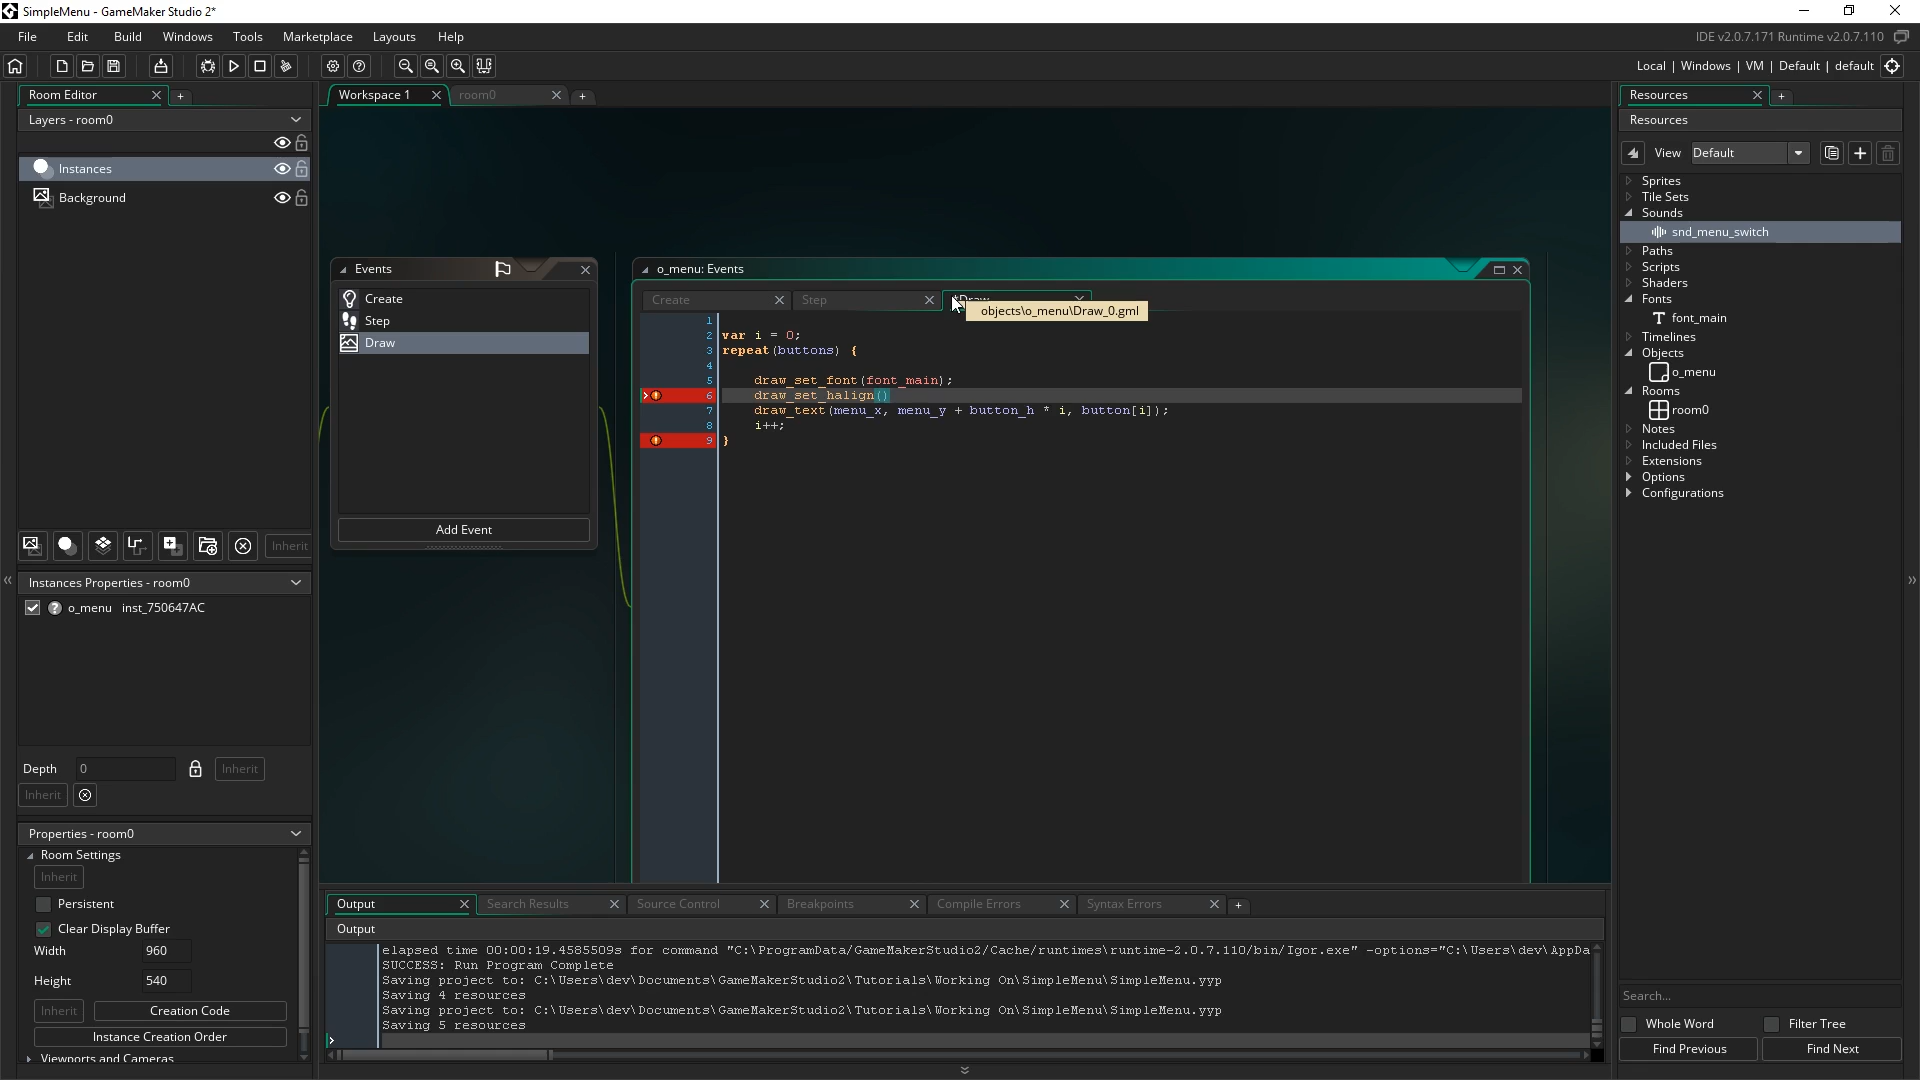 SimpleMenu - GameMaker Studio 2*
File Edit Build Windows Tools Marketplace Layouts Help
IDE v2.0.7.171 Runtime v2.0.7.110
Local | Windows | VM | Default | default
Room Editor
Layers - room0
Instances
Background
Inherit
Instances Properties - room0
o_menu inst_750647AC
Depth 0 Inherit
Inherit
Properties - room0
Room Settings
Inherit
Persistent
Clear Display Buffer
Width 960
Height 540
Inherit Creation Code
Instance Creation Order
Viewports and Cameras
Workspace 1 room0
Events
Create
Step
Draw
Add Event
o_menu: Events
Create Step *Draw
objects\o_menu\Draw_0.gml
1
2 var i = 0;
3 repeat(buttons) {
4
5 draw_set_font(font_main);
6 draw_set_halign()
7 draw_text(menu_x, menu_y + button_h * i, button[i]);
8 i++;
9 }
Output Search Results Source Control Breakpoints Compile Errors Syntax Errors
Output
elapsed time 00:00:19.4585509s for command "C:\ProgramData/GameMakerStudio2/Cache/runtimes\runtime-2.0.7.110/bin/Igor.exe" -options="C:\Users\dev\AppDa
SUCCESS: Run Program Complete
Saving project to: C:\Users\dev\Documents\GameMakerStudio2\Tutorials\Working On\SimpleMenu\SimpleMenu.yyp
Saving 4 resources
Saving project to: C:\Users\dev\Documents\GameMakerStudio2\Tutorials\Working On\SimpleMenu\SimpleMenu.yyp
Saving 5 resources
Resources
Resources
View Default
Sprites
Tile Sets
Sounds
snd_menu_switch
Paths
Scripts
Shaders
Fonts
font_main
Timelines
Objects
o_menu
Rooms
room0
Notes
Included Files
Extensions
Options
Configurations
Search...
Whole Word Filter Tree
Find Previous Find Next